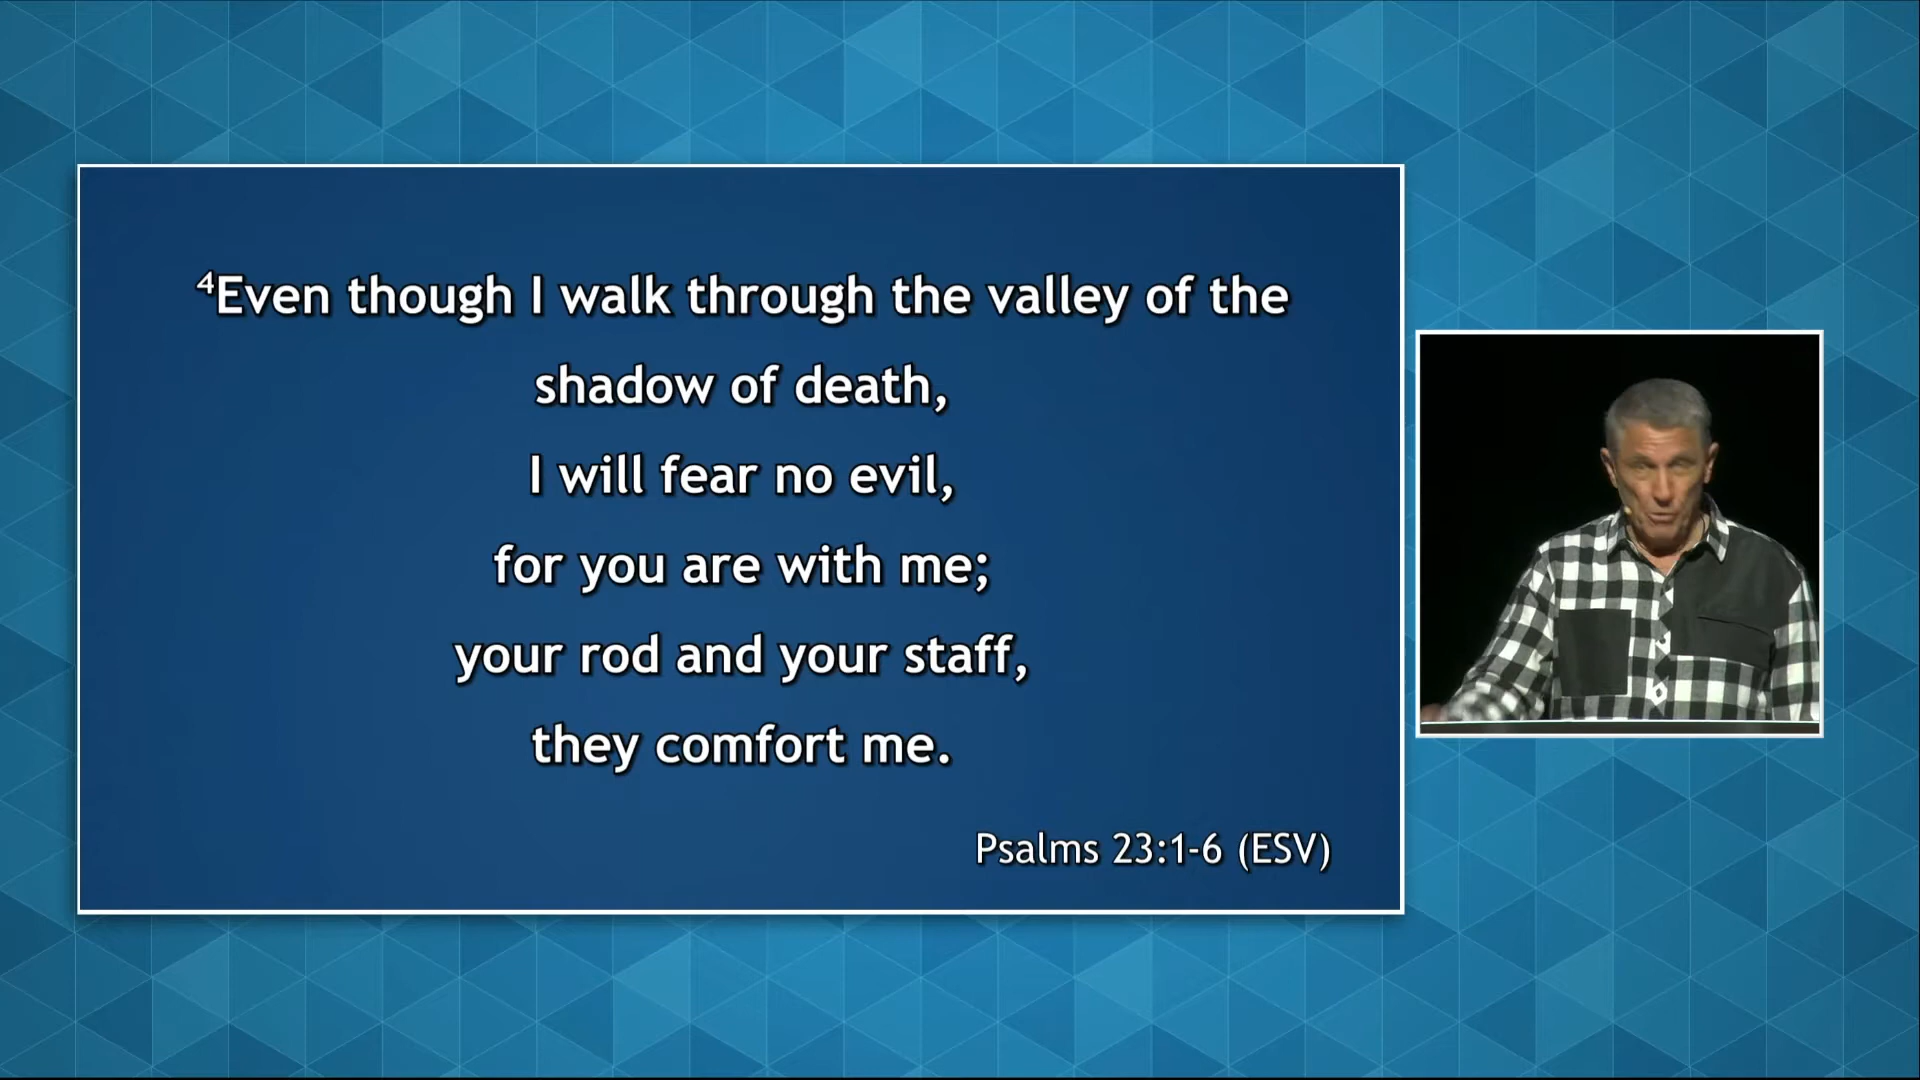 ⁴Even though I walk through the valley of the
shadow of death,
I will fear no evil,
for you are with me;
your rod and your staff,
they comfort me.
Psalms 23:1-6 (ESV)